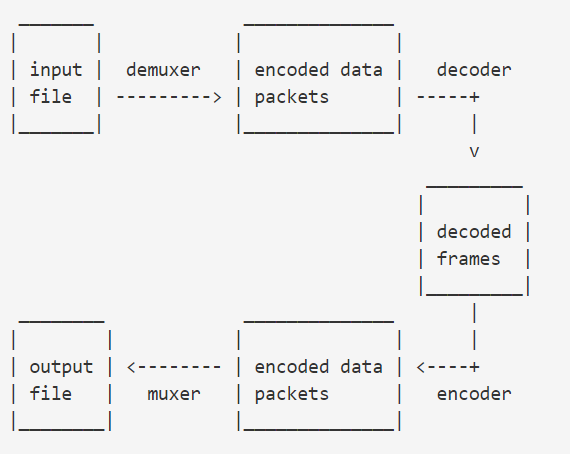 _______              ______________
|       |            |              |
| input |  demuxer   | encoded data |   decoder
| file  | ---------> | packets      | -----+
|_______|            |______________|      |
                                           v
                                       _________
                                      |         |
                                      | decoded |
                                      | frames  |
                                      |_________|
 ________             ______________       |
|        |           |              |      |
| output | <-------- | encoded data | <----+
| file   |   muxer   | packets      |   encoder
|________|           |______________|